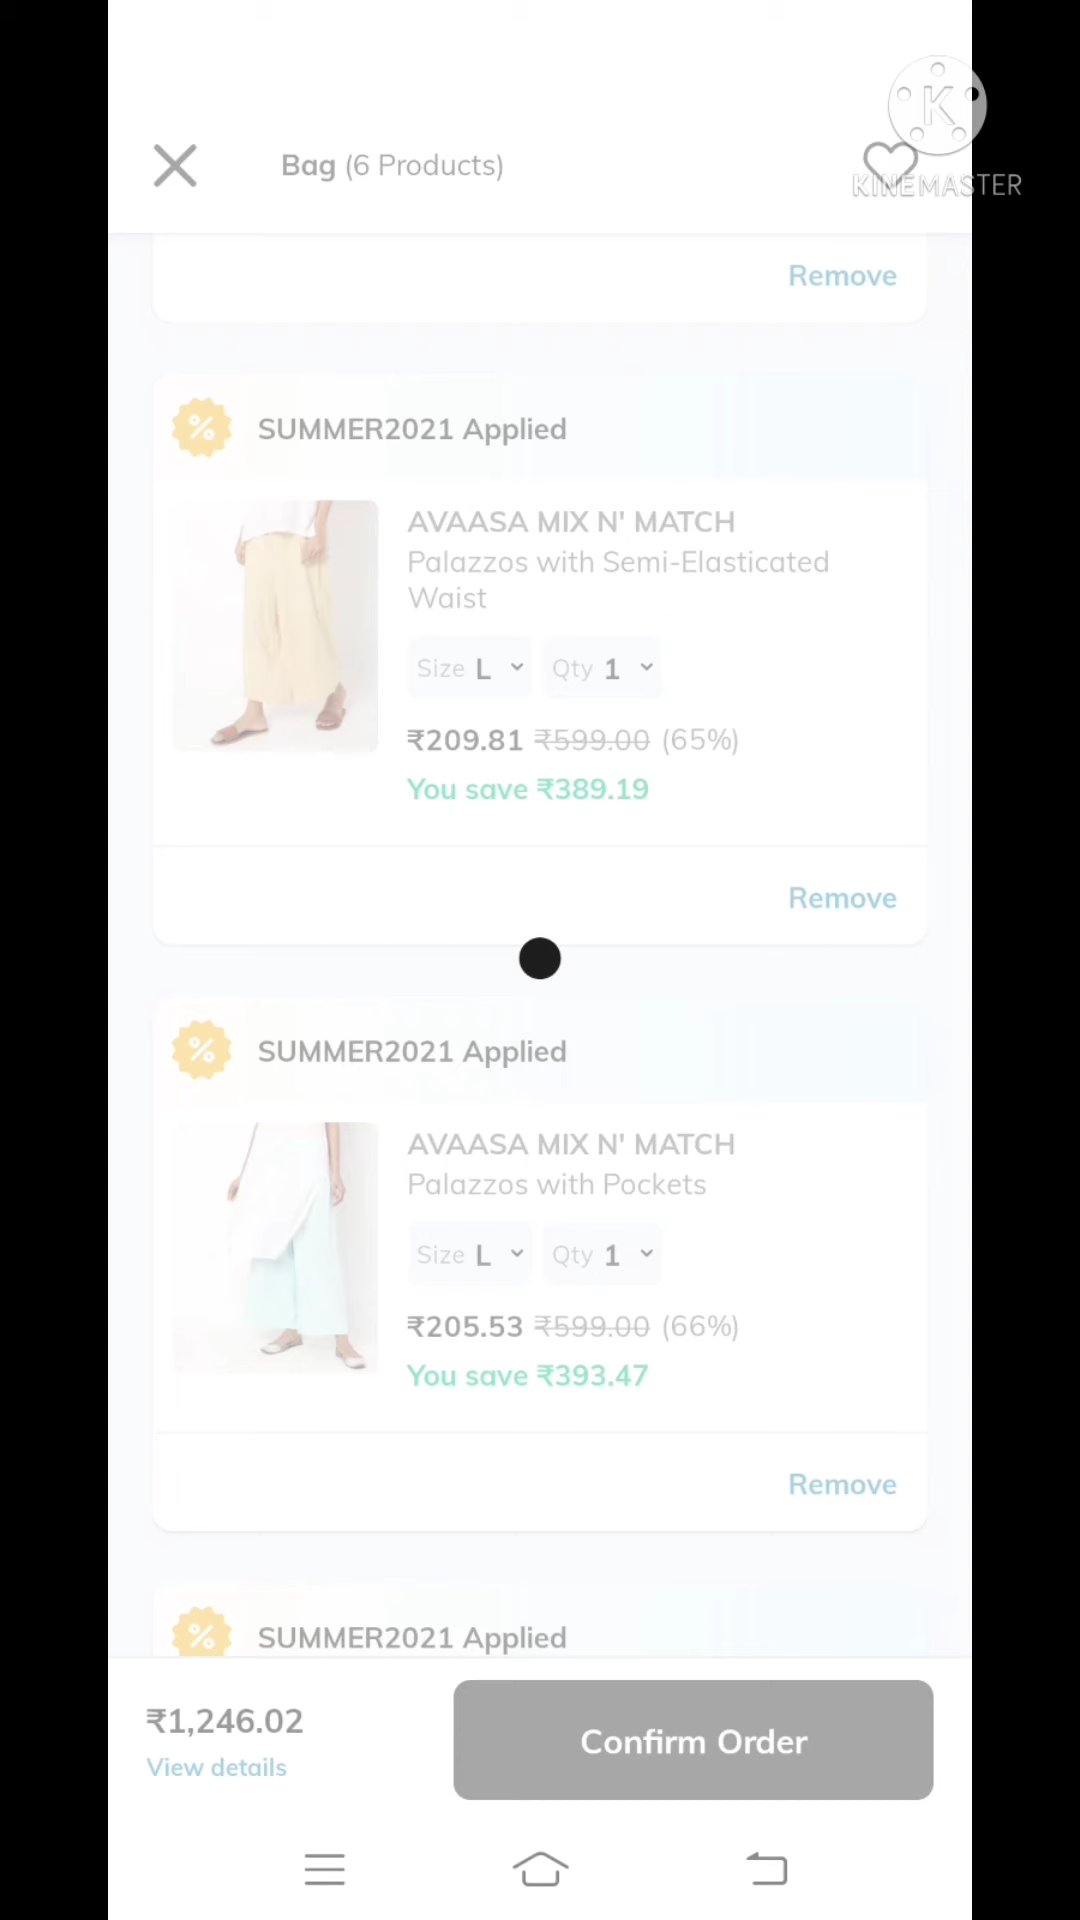 K
KINEMASTER
Bag (6 Products)
Remove
% SUMMER2021 Applied
AVAASA MIX N' MATCH
Palazzos with Semi-Elasticated
Waist
Size L Qty 1
₹209.81 ₹599.00 (65%)
You save ₹389.19
Remove
% SUMMER2021 Applied
AVAASA MIX N' MATCH
Palazzos with Pockets
Size L Qty 1
₹205.53 ₹599.00 (66%)
You save ₹393.47
Remove
% SUMMER2021 Applied
₹1,246.02
Confirm Order
View details